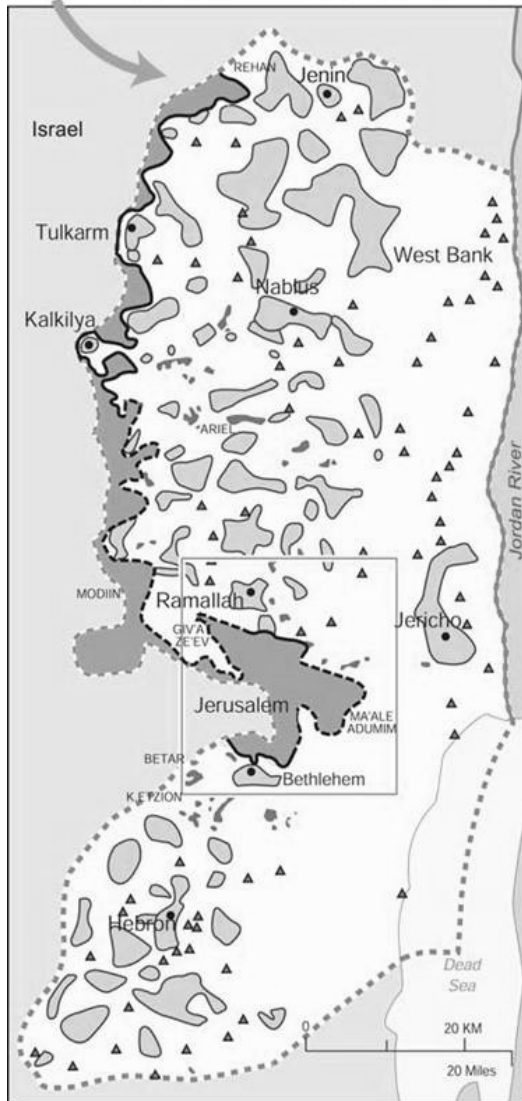 REHAN
Jenin
Israel
Tulkarm
West Bank
Nablus
Kalkilya
ARIEL
Jordan River
MODIIN
Ramallah
Jericho
GIV'A
ZE'EV
Jerusalem
MA'ALE
ADUMIM
BETAR
Bethlehem
K.ETZION
Hebron
Dead
Sea
0
20 KM
20 Miles